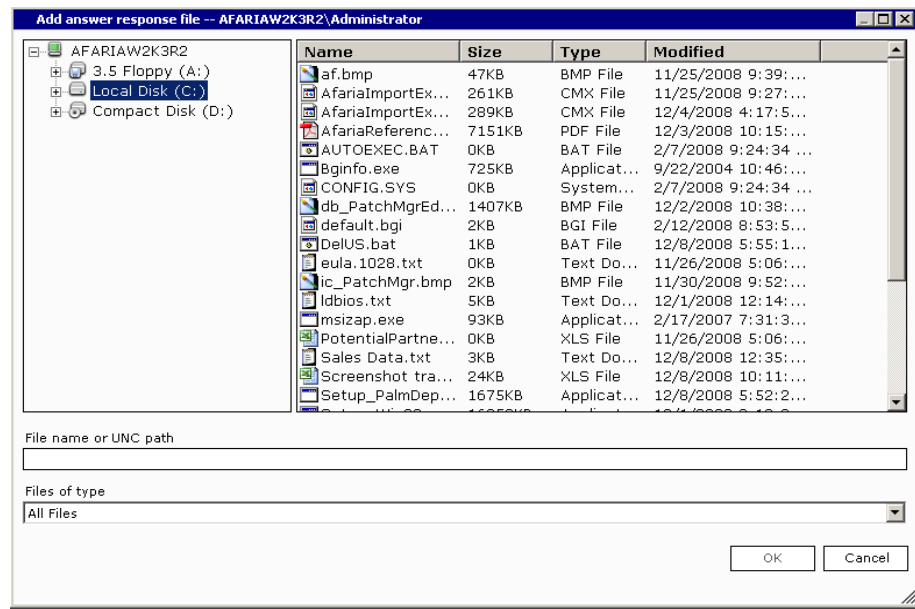 Add answer response file -- AFARIAW2K3R2\Administrator
AFARIAW2K3R2
3.5 Floppy (A:)
Local Disk (C:)
Compact Disk (D:)
Name Size Type Modified
af.bmp 47KB BMP File 11/25/2008 9:39:...
AfariaImportEx... 261KB CMX File 11/25/2008 9:27:...
AfariaImportEx... 289KB CMX File 12/4/2008 4:17:5...
AfariaReferenc... 7151KB PDF File 12/3/2008 10:15:...
AUTOEXEC.BAT 0KB BAT File 2/7/2008 9:24:34 ...
Bginfo.exe 725KB Applicat... 9/22/2004 10:46:...
CONFIG.SYS 0KB System... 2/7/2008 9:24:34 ...
db_PatchMgrEd... 1407KB BMP File 12/2/2008 10:38:...
default.bgi 2KB BGI File 2/12/2008 8:53:5...
DelUS.bat 1KB BAT File 12/8/2008 5:55:1...
eula.1028.txt 0KB Text Do... 11/26/2008 5:06:...
ic_PatchMgr.bmp 2KB BMP File 11/30/2008 9:52:...
ldbios.txt 5KB Text Do... 12/1/2008 12:14:...
msizap.exe 93KB Applicat... 2/17/2007 7:31:3...
PotentialPartne... 0KB XLS File 11/26/2008 5:06:...
Sales Data.txt 3KB Text Do... 12/8/2008 12:35:...
Screenshot tra... 24KB XLS File 12/8/2008 10:11:...
Setup_PalmDep... 1675KB Applicat... 12/8/2008 5:52:2...
File name or UNC path
Files of type
All Files
OK Cancel